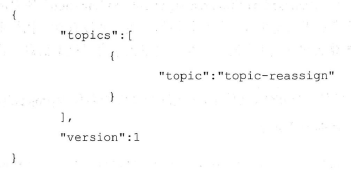 {
        "topics":[
                {
                        "topic":"topic-reassign"
                }
        ],
        "version":1
}